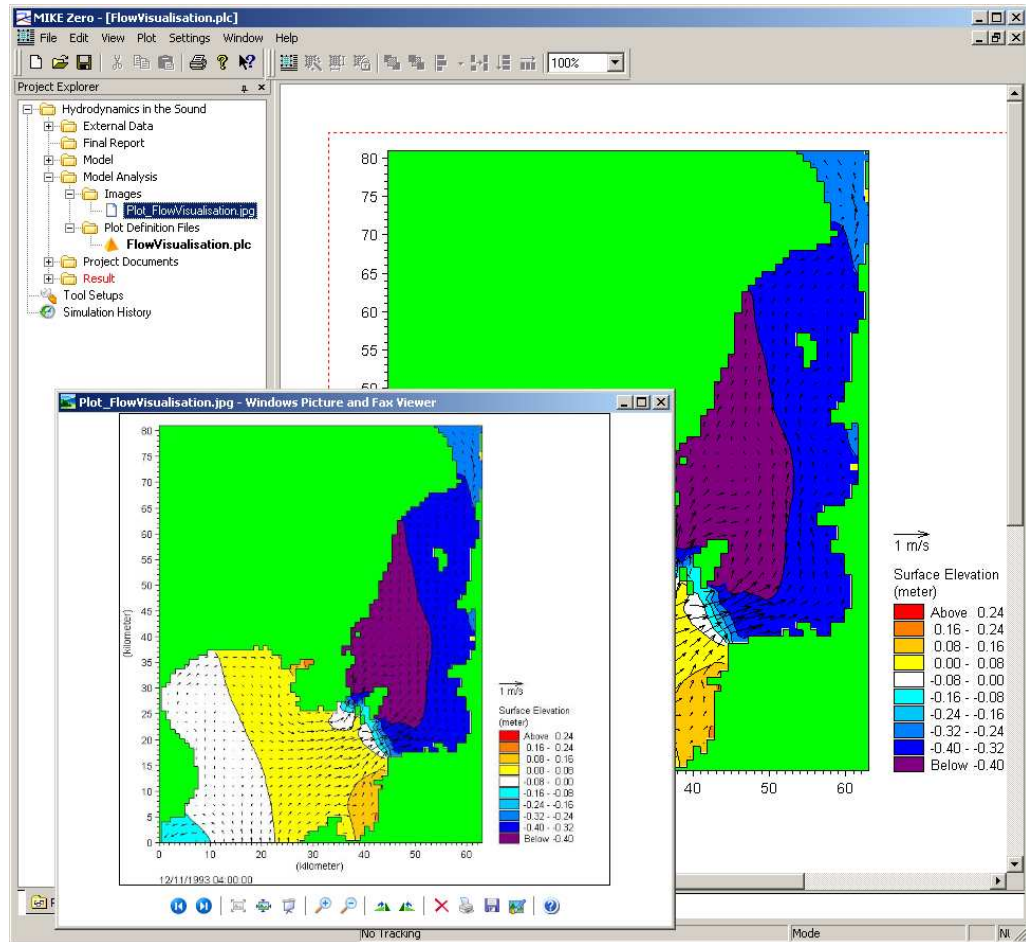 MIKE Zero - [FlowVisualisation.plc]
File Edit View Plot Settings Window Help
100%
Project Explorer
Hydrodynamics in the Sound
External Data
Final Report
Model
Model Analysis
Images
Plot_FlowVisualisation.jpg
Plot Definition Files
FlowVisualisation.plc
Project Documents
Result
Tool Setups
Simulation History
80
75
70
65
60
55
50
1 m/s
Surface Elevation
(meter)
Above 0.24
0.16 - 0.24
0.08 - 0.16
0.00 - 0.08
-0.08 - 0.00
-0.16 - -0.08
-0.24 - -0.16
-0.32 - -0.24
-0.40 - -0.32
Below -0.40
40 50 60
Plot_FlowVisualisation.jpg - Windows Picture and Fax Viewer
80
75
70
65
60
55
50
45
40
35
30
25
20
15
10
5
0
(kilometer)
0 10 20 30 40 50 60
(kilometer)
12/11/1993 04:00:00
1 m/s
Surface Elevation
(meter)
Above 0.24
0.16 - 0.24
0.08 - 0.16
0.00 - 0.08
-0.08 - 0.00
-0.16 - -0.08
-0.24 - -0.16
-0.32 - -0.24
-0.40 - -0.32
Below -0.40
No Tracking
Mode